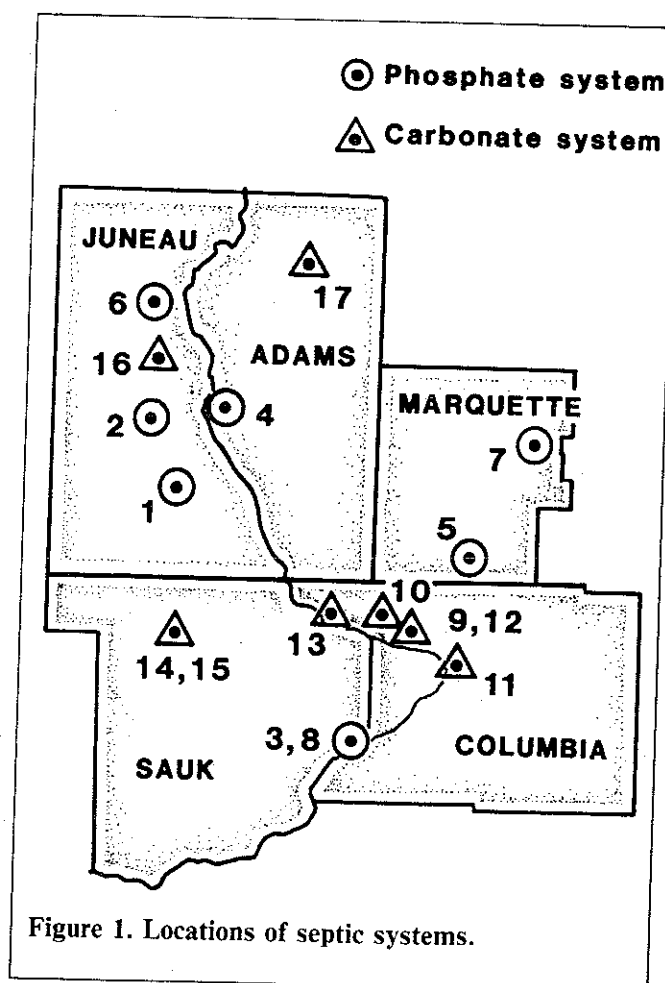 Phosphate system
Carbonate system
JUNEAU
17
6
ADAMS
16
MARQUETTE
2
4
7
1
5
10
13
9,12
14,15
11
3,8
COLUMBIA
SAUK
Figure 1. Locations of septic systems.